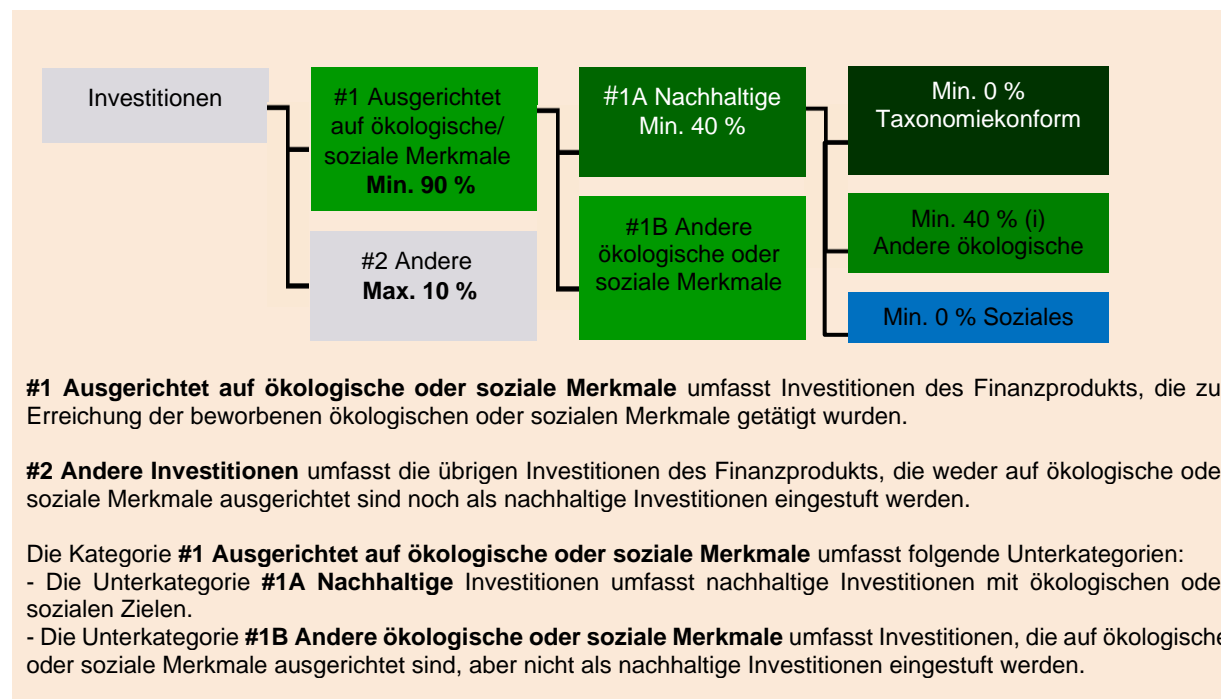 Investitionen
#1 Ausgerichtet
auf ökologische/
soziale Merkmale
Min. 90 %
#2 Andere
Max. 10 %
#1A Nachhaltige
Min. 40 %
#1B Andere
ökologische oder
soziale Merkmale
Min. 0 %
Taxonomiekonform
Min. 40 % (i)
Andere ökologische
Min. 0 % Soziales
#1 Ausgerichtet auf ökologische oder soziale Merkmale umfasst Investitionen des Finanzprodukts, die zu
Erreichung der beworbenen ökologischen oder sozialen Merkmale getätigt wurden.
#2 Andere Investitionen umfasst die übrigen Investitionen des Finanzprodukts, die weder auf ökologische ode
soziale Merkmale ausgerichtet sind noch als nachhaltige Investitionen eingestuft werden.
Die Kategorie #1 Ausgerichtet auf ökologische oder soziale Merkmale umfasst folgende Unterkategorien:
- Die Unterkategorie #1A Nachhaltige Investitionen umfasst nachhaltige Investitionen mit ökologischen ode
sozialen Zielen.
- Die Unterkategorie #1B Andere ökologische oder soziale Merkmale umfasst Investitionen, die auf ökologische
oder soziale Merkmale ausgerichtet sind, aber nicht als nachhaltige Investitionen eingestuft werden.